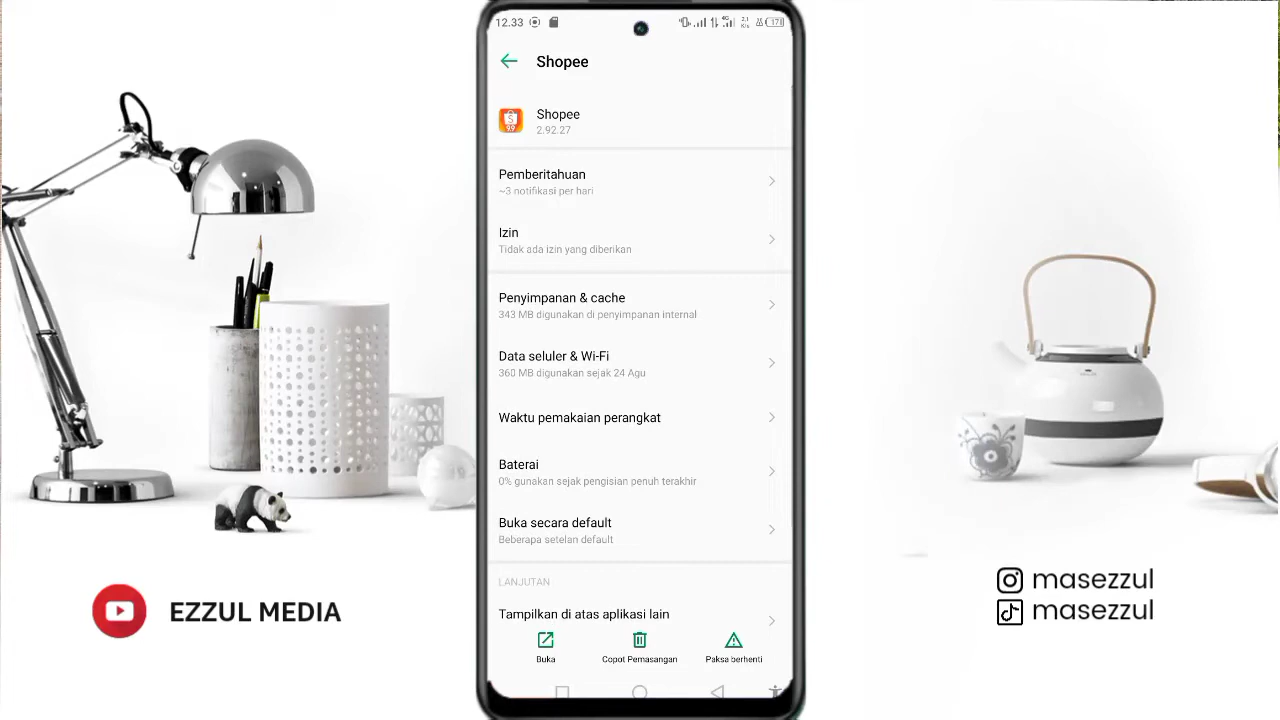 12.33
Shopee
Shopee
2.92.27
Pemberitahuan
~3 notifikasi per hari
Izin
Tidak ada izin yang diberikan
Penyimpanan & cache
343 MB digunakan di penyimpanan internal
Data seluler & Wi-Fi
360 MB digunakan sejak 24 Agu
Waktu pemakaian perangkat
Baterai
0% gunakan sejak pengisian penuh terakhir
Buka secara default
Beberapa setelan default
LANJUTAN
Tampilkan di atas aplikasi lain
Buka
Copot Pemasangan
Paksa berhenti
EZZUL MEDIA
masezzul
masezzul